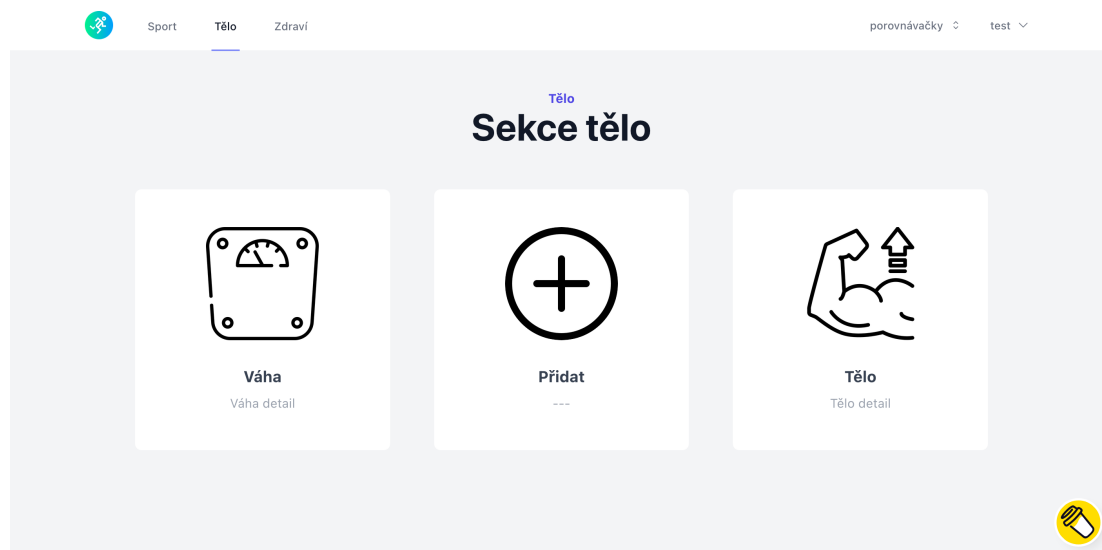 Sport
Tělo
Zdraví
porovnávačky
test
Tělo
Sekce tělo
Váha
Váha detail
Přidat
---
Tělo
Tělo detail